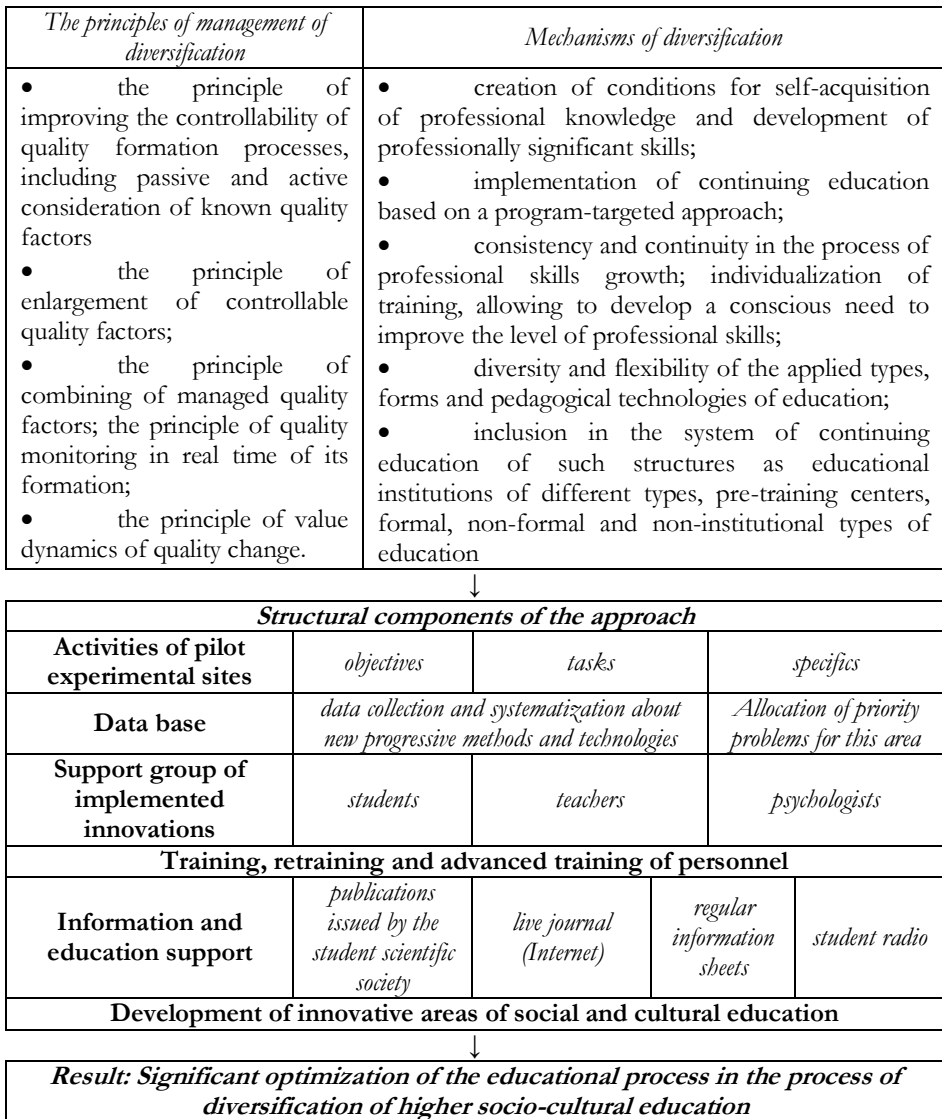 The principles of management of
diversification
Mechanisms of diversification
• the principle of
improving the controllability of
quality formation processes,
including passive and active
consideration of known quality
factors
• the principle of
enlargement of controllable
quality factors;
• the principle of
combining of managed quality
factors; the principle of quality
monitoring in real time of its
formation;
• the principle of value
dynamics of quality change.
• creation of conditions for self-acquisition
of professional knowledge and development of
professionally significant skills;
• implementation of continuing education
based on a program-targeted approach;
• consistency and continuity in the process of
professional skills growth; individualization of
training, allowing to develop a conscious need to
improve the level of professional skills;
• diversity and flexibility of the applied types,
forms and pedagogical technologies of education;
• inclusion in the system of continuing
education of such structures as educational
institutions of different types, pre-training centers,
formal, non-formal and non-institutional types of
education
↓
Structural components of the approach
Activities of pilot
experimental sites
objectives
tasks
specifics
Data base
data collection and systematization about
new progressive methods and technologies
Allocation of priority
problems for this area
Support group of
implemented
innovations
students
teachers
psychologists
Training, retraining and advanced training of personnel
Information and
education support
publications
issued by the
student scientific
society
live journal
(Internet)
regular
information
sheets
student radio
Development of innovative areas of social and cultural education
↓
Result: Significant optimization of the educational process in the process of
diversification of higher socio-cultural education